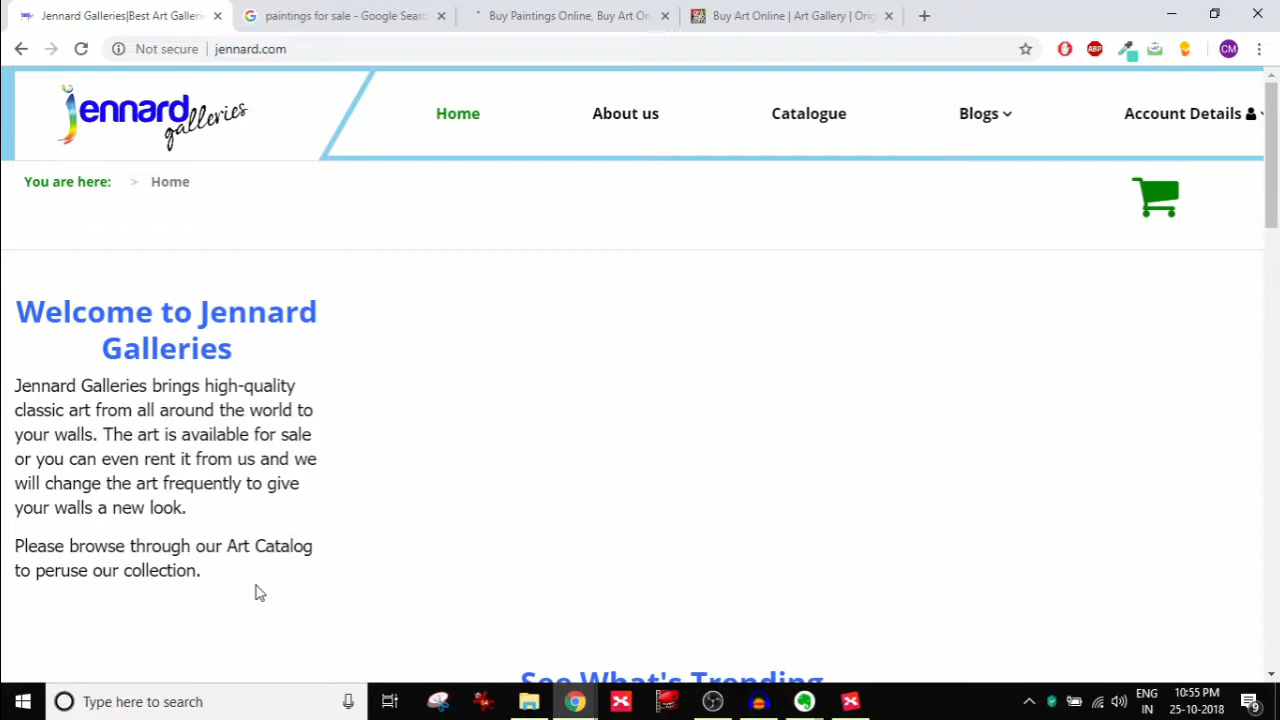 Jennard Galleries|Best Art Galleri
paintings for sale - Google Searc
Buy Paintings Online, Buy Art On
Buy Art Online | Art Gallery | Orig
Not secure | jennard.com
ABP
CM
jennard galleries
Home
About us
Catalogue
Blogs
Account Details
You are here: > Home
Welcome to Jennard
Galleries
Jennard Galleries brings high-quality
classic art from all around the world to
your walls. The art is available for sale
or you can even rent it from us and we
will change the art frequently to give
your walls a new look.
Please browse through our Art Catalog
to peruse our collection.
See What's Trending
Type here to search
ENG
IN
10:55 PM
25-10-2018
9